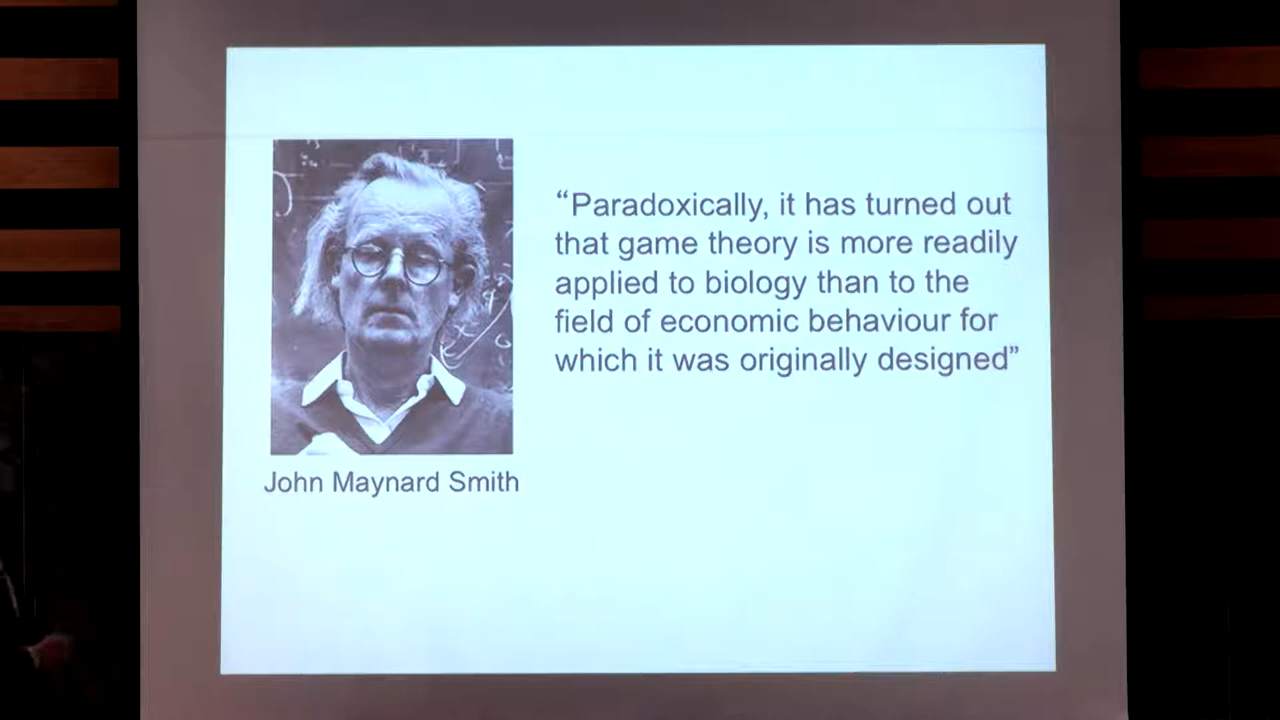 “Paradoxically, it has turned out
that game theory is more readily
applied to biology than to the
field of economic behaviour for
which it was originally designed”
John Maynard Smith